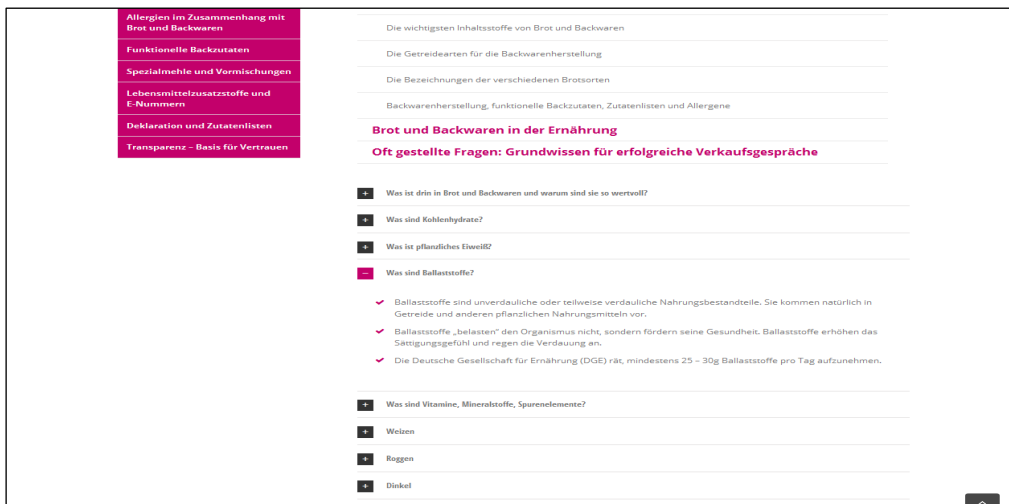 Allergien im Zusammenhang mit
Brot und Backwaren
Funktionelle Backzutaten
Spezialmehle und Vormischungen
Lebensmittelzusatzstoffe und
E-Nummern
Deklaration und Zutatenlisten
Transparenz – Basis für Vertrauen
Die wichtigsten Inhaltsstoffe von Brot und Backwaren
Die Getreidearten für die Backwarenherstellung
Die Bezeichnungen der verschiedenen Brotsorten
Backwarenherstellung, funktionelle Backzutaten, Zutatenlisten und Allergene
Brot und Backwaren in der Ernährung
Oft gestellte Fragen: Grundwissen für erfolgreiche Verkaufsgespräche
Was ist drin in Brot und Backwaren und warum sind sie so wertvoll?
Was sind Kohlenhydrate?
Was ist pflanzliches Eiweiß?
Was sind Ballaststoffe?
Ballaststoffe sind unverdauliche oder teilweise verdauliche Nahrungsbestandteile. Sie kommen natürlich in
Getreide und anderen pflanzlichen Nahrungsmitteln vor.
Ballaststoffe „belasten“ den Organismus nicht, sondern fördern seine Gesundheit. Ballaststoffe erhöhen das
Sättigungsgefühl und regen die Verdauung an.
Die Deutsche Gesellschaft für Ernährung (DGE) rät, mindestens 25 – 30g Ballaststoffe pro Tag aufzunehmen.
Was sind Vitamine, Mineralstoffe, Spurenelemente?
Weizen
Roggen
Dinkel